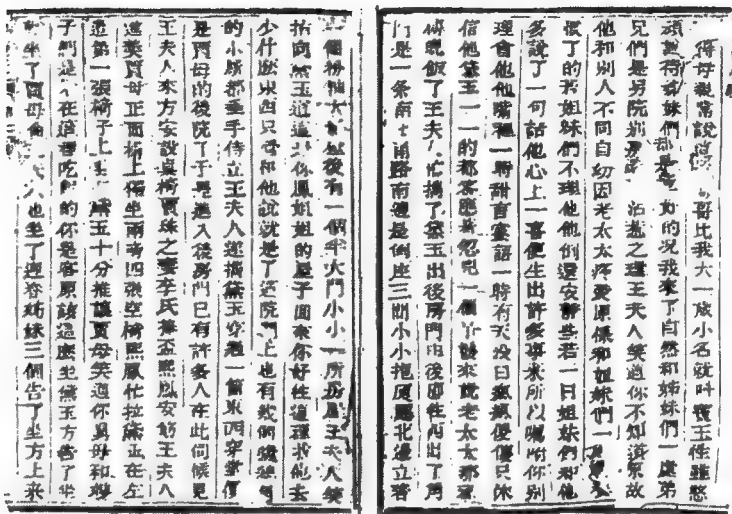 得母親常說這哥比我大一歲小名就叫寶玉性雖憨
頑說待姊妹們都是極好的况我來了自然和姊妹們一處弟
兄們是另院別房沾惹之理王夫人笑道你不知道原故
他和別人不同自幼因老太太疼愛原係和姐妹們一處嬌養
慣了的若姐妹們不理他他倒還安靜些若一日姐妹們和他
多說了一句話他心上一喜便生出許多事來所以囑咐你別
理會他他嘴裡一時甜言蜜語一時有天沒日瘋瘋傻傻只休
信他黛玉一一的都答應着忽見一個丫鬟來說老太太那裏
傳晚飯了王夫人忙攜了黛玉出後房門由後廊往西出了角
門是一條南北甬路南邊是倒座三間小小抱厦廳北邊立着
一個粉油大影壁後有一個半大門小小一所房屋王夫人笑
指向黛玉道這是你鳳姐姐的屋子回來你好往這裡找他去
少什麽東西只管和他說就是了這院門上也有幾個纔總角
的小廝都垂手侍立王夫人遂攜黛玉穿過一個東西穿堂便
是賈母的後院了于是進入後房門已有許多人在此伺候見
王夫人來方安設桌椅賈珠之妻李氏捧盃熙鳳安筯王夫人
進羹賈母正面榻上獨坐兩旁四張空椅熙鳳忙拉黛玉在左
邊第一張椅子上坐下黛玉十分推讓賈母笑道你舅母和嫂
子們是不在這裡吃飯的你是客原該這麽坐黛玉方告了坐
就坐了賈母命王夫人也坐了迎春姊妹三個告了坐方上來